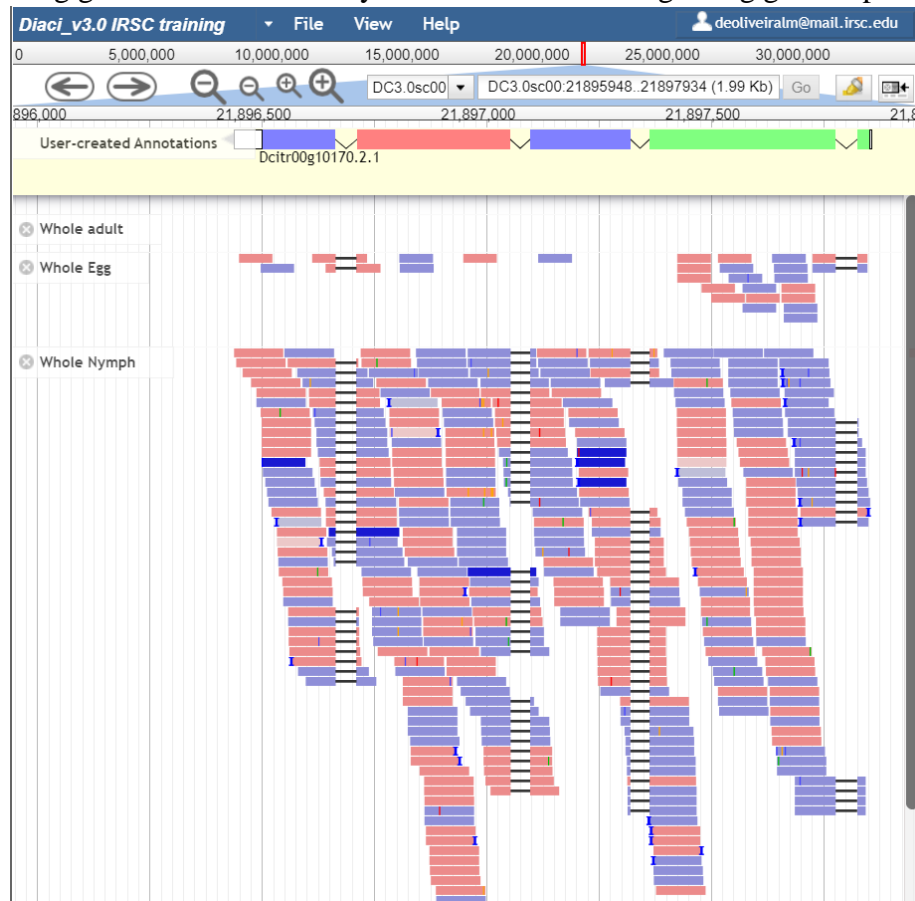 Diaci_v3.0 IRSC training File View Help deoliveiralm@mail.irsc.edu
0 5,000,000 10,000,000 15,000,000 20,000,000 25,000,000 30,000,000
DC3.0sc00 DC3.0sc00:21895948..21897934 (1.99 Kb) Go
896,000 21,896,500 21,897,000 21,897,500 21,8
User-created Annotations
Dcitr00g10170.2.1
Whole adult
Whole Egg
Whole Nymph